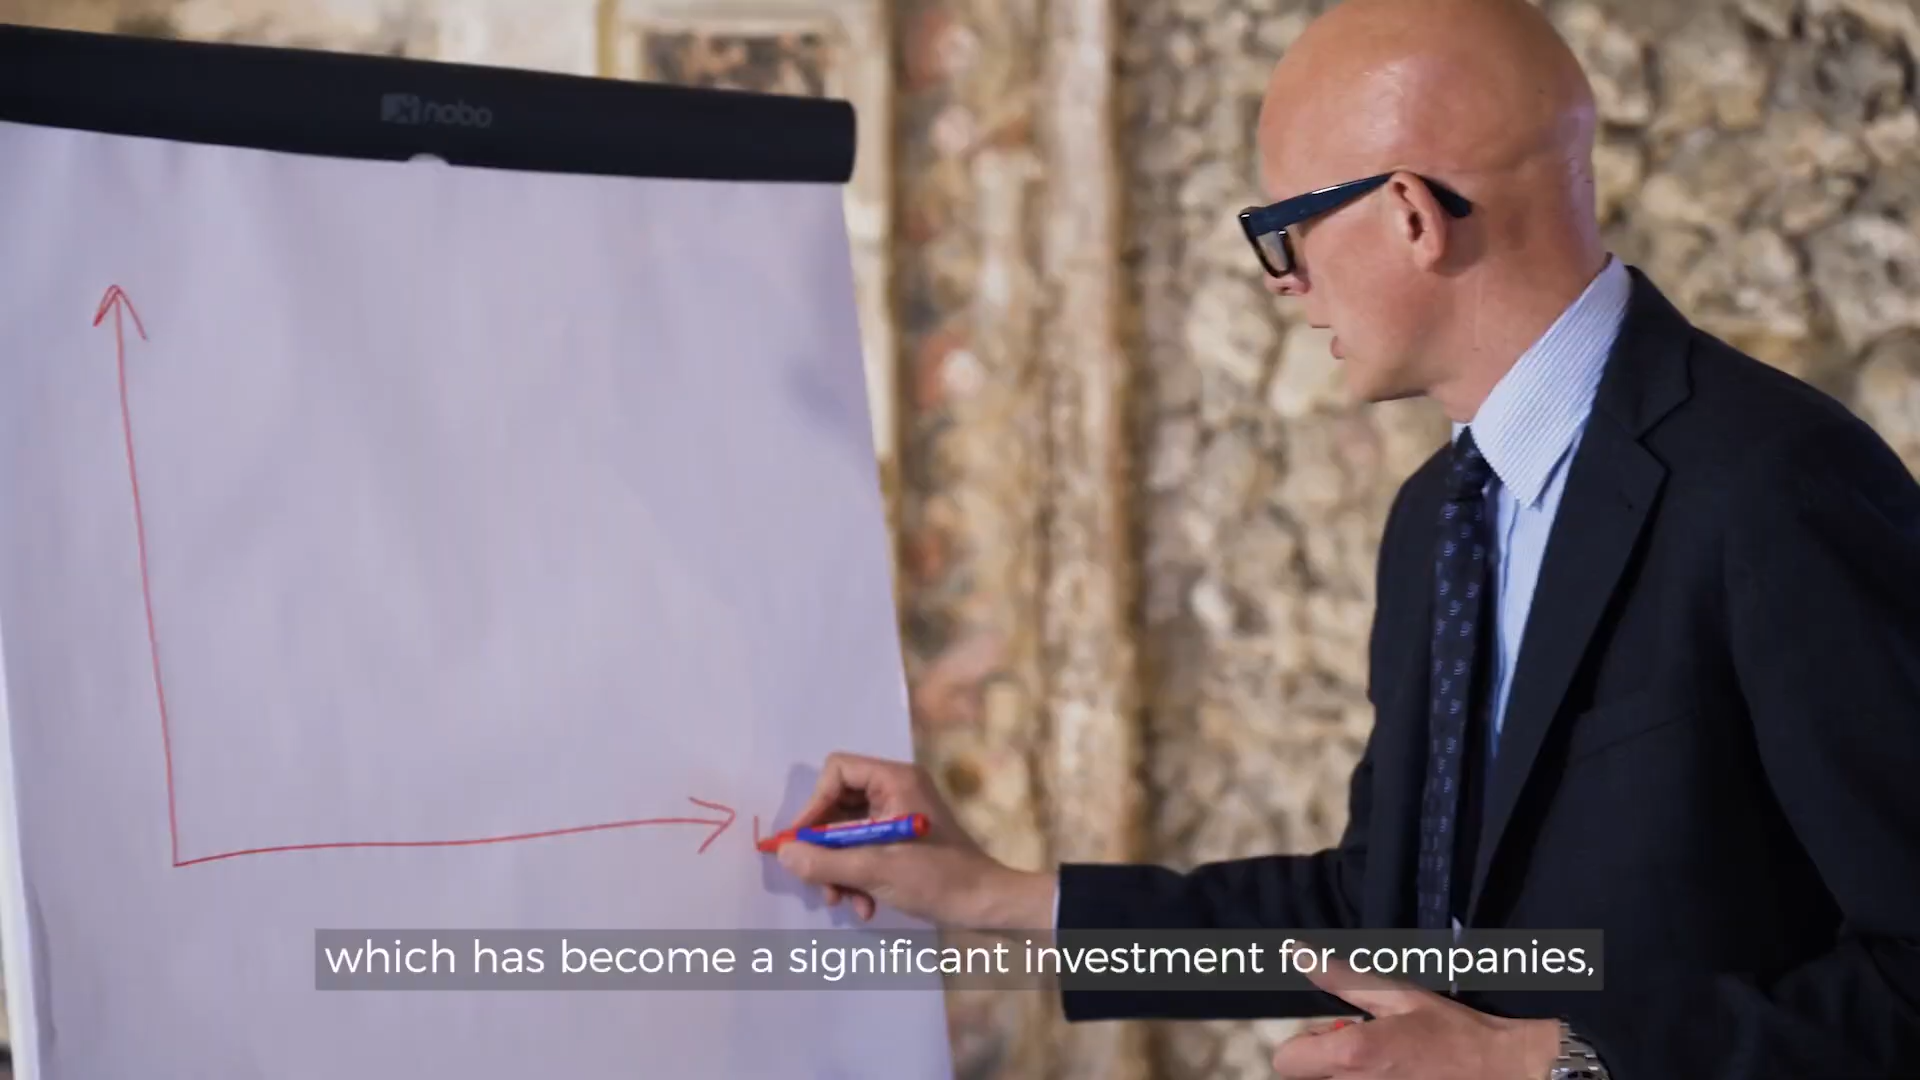 nobo
which has become a significant investment for companies,